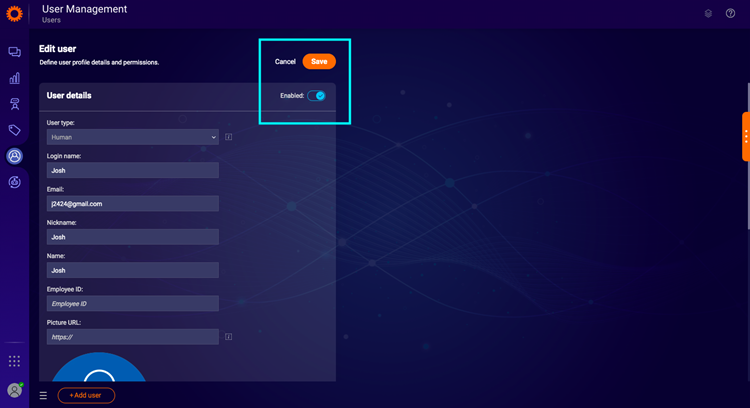 User Management
Users
Edit user
Define user profile details and permissions.
Cancel
Save
User details
Enabled:
User type:
Human
Login name:
Josh
Email:
j2424@gmail.com
Nickname:
Josh
Name:
Josh
Employee ID:
Employee ID
Picture URL:
https://
+ Add user